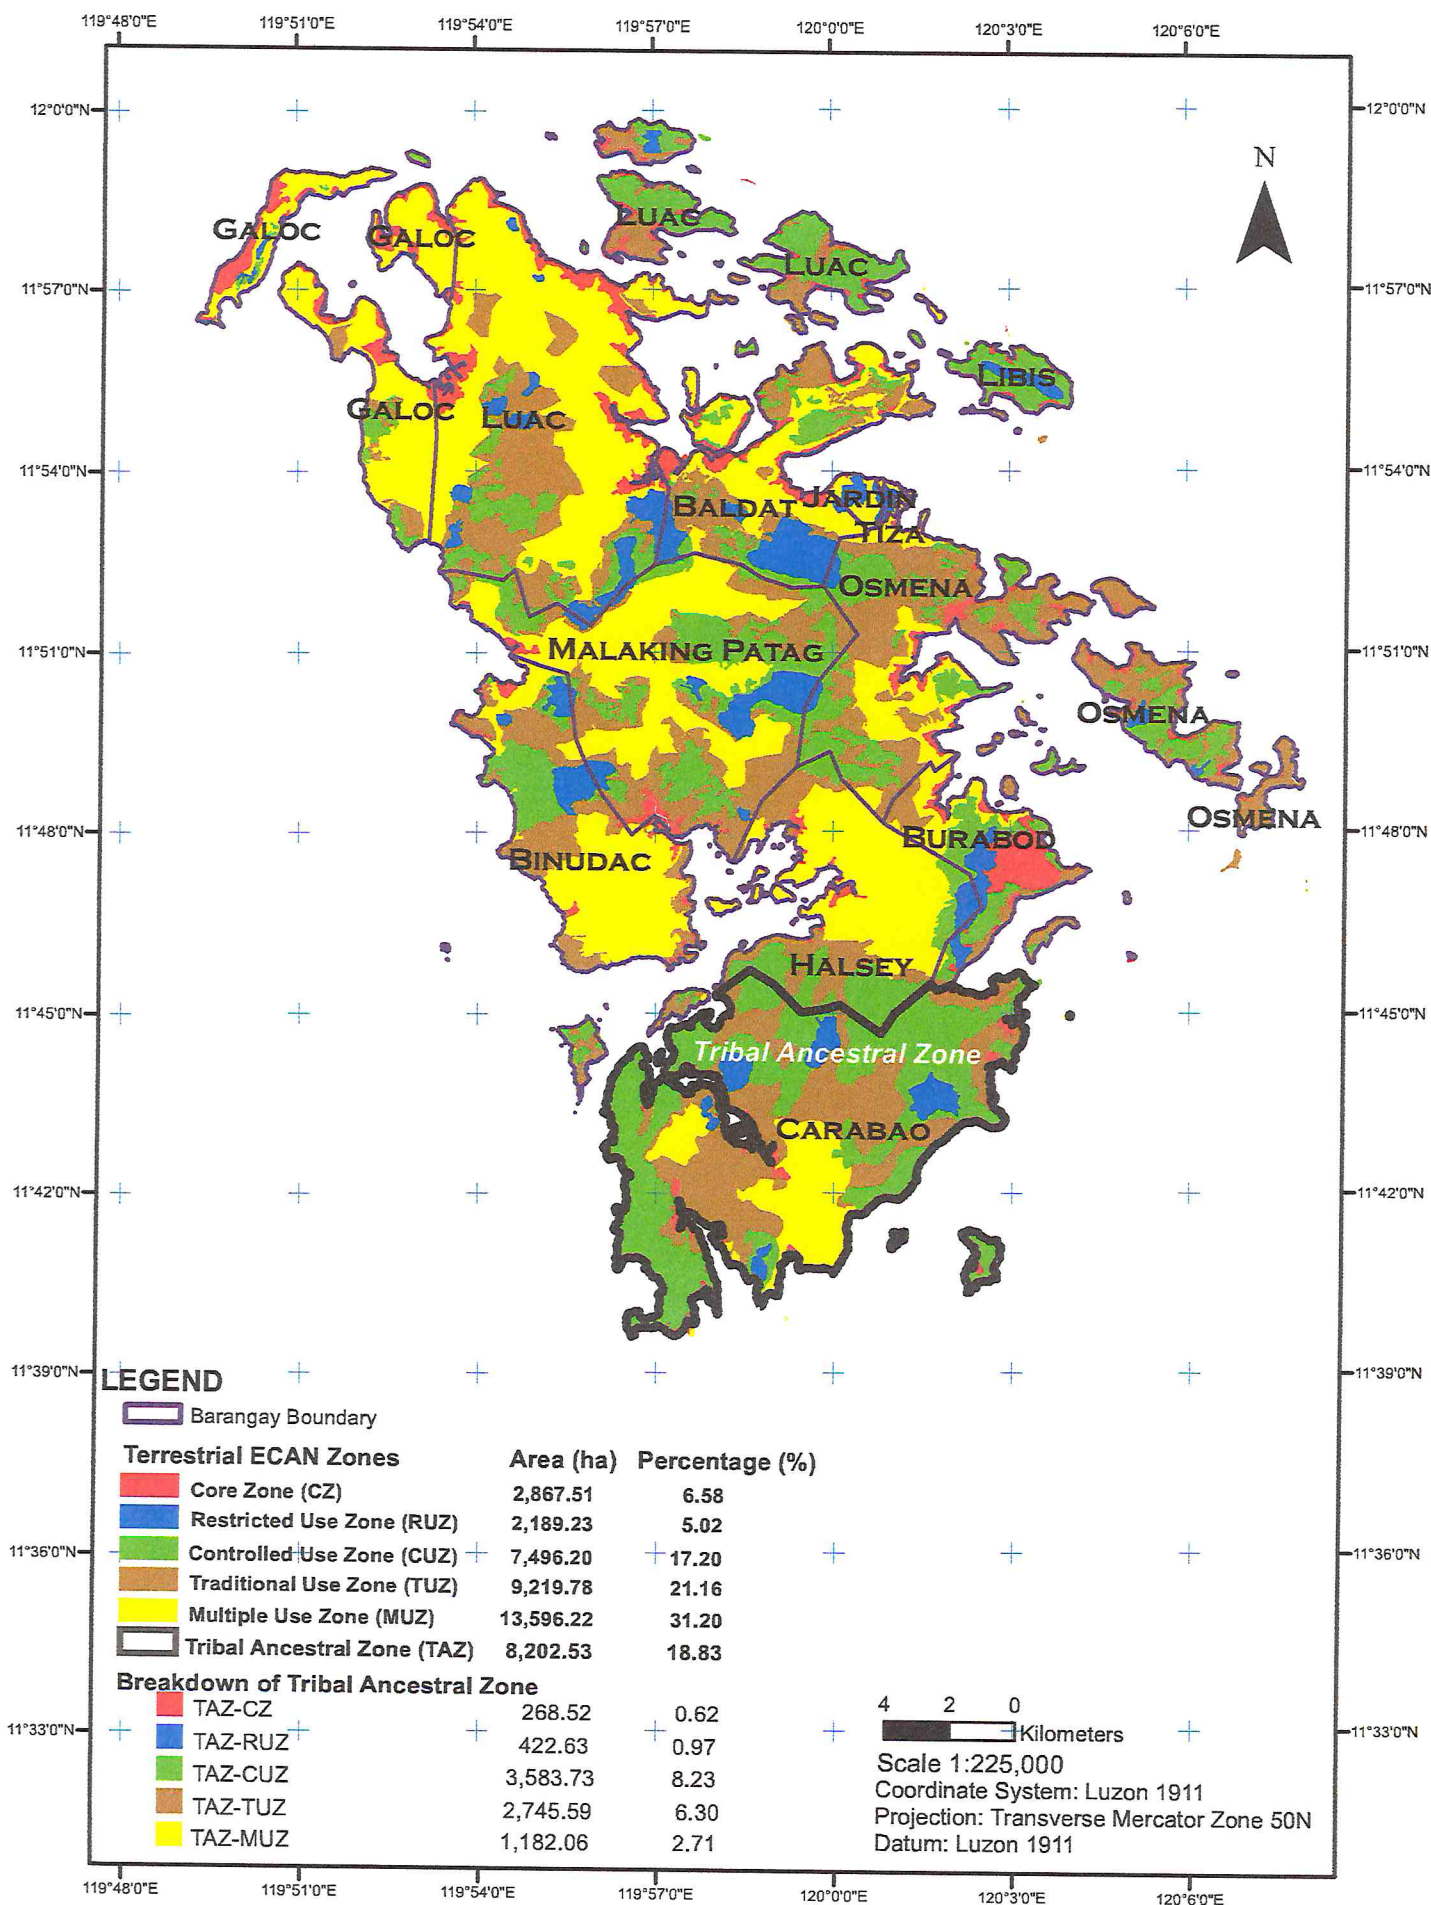 119°48'0"E 119°51'0"E 119°54'0"E 119°57'0"E 120°0'0"E 120°3'0"E 120°6'0"E
12°0'0"N 12°0'0"N
N
LUAC
GALOC GALOC
LUAC
11°57'0"N 11°57'0"N
LIBIS
GALOC LUAC
11°54'0"N 11°54'0"N
BALDAT JARDIN
TIZA
OSMENA
MALAKING PATAG
11°51'0"N 11°51'0"N
OSMENA
OSMENA
11°48'0"N 11°48'0"N
BURABOD
BINUDAC
HALSEY
11°45'0"N 11°45'0"N
Tribal Ancestral Zone
CARABAO
11°42'0"N 11°42'0"N
11°39'0"N 11°39'0"N
LEGEND
Barangay Boundary
Terrestrial ECAN Zones Area (ha) Percentage (%)
Core Zone (CZ) 2,867.51 6.58
Restricted Use Zone (RUZ) 2,189.23 5.02
11°36'0"N Controlled Use Zone (CUZ) 7,496.20 17.20 11°36'0"N
Traditional Use Zone (TUZ) 9,219.78 21.16
Multiple Use Zone (MUZ) 13,596.22 31.20
Tribal Ancestral Zone (TAZ) 8,202.53 18.83
Breakdown of Tribal Ancestral Zone
TAZ-CZ 268.52 0.62
11°33'0"N 11°33'0"N
TAZ-RUZ 422.63 0.97
TAZ-CUZ 3,583.73 8.23
TAZ-TUZ 2,745.59 6.30
TAZ-MUZ 1,182.06 2.71
4 2 0
Kilometers
Scale 1:225,000
Coordinate System: Luzon 1911
Projection: Transverse Mercator Zone 50N
Datum: Luzon 1911
119°48'0"E 119°51'0"E 119°54'0"E 119°57'0"E 120°0'0"E 120°3'0"E 120°6'0"E